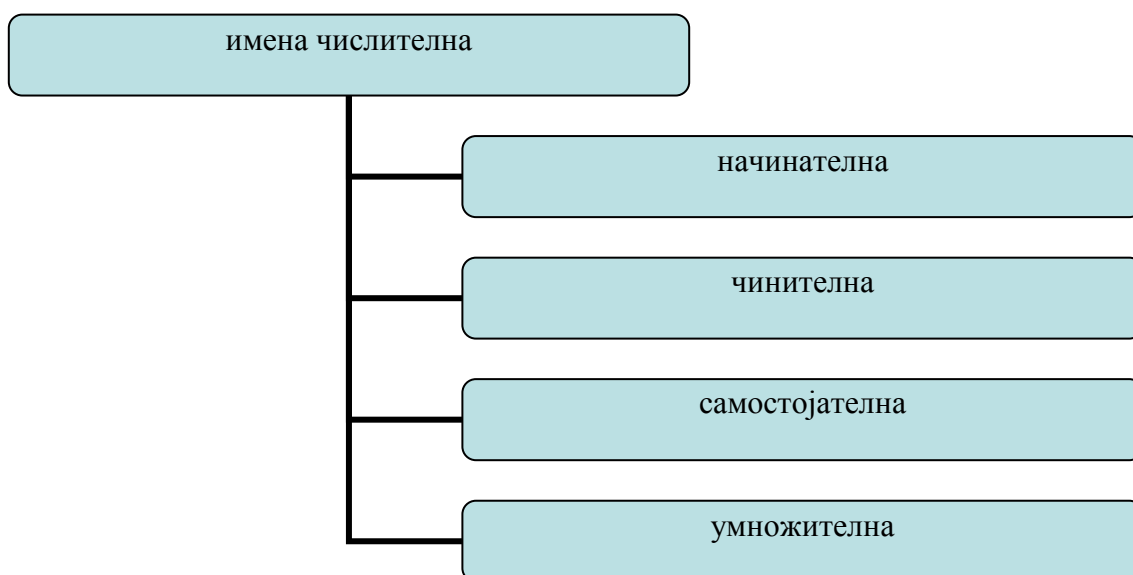 имена числителна
начинателна
чинителна
самостојателна
умножителна